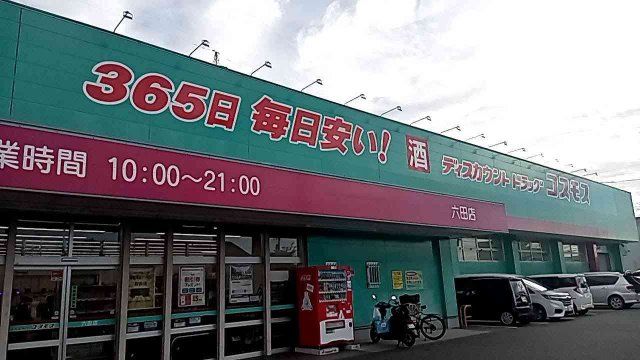 365日 毎日安い!
酒
ディスカウント ドラッグ コスモス
業時間 10:00～21:00
六田店